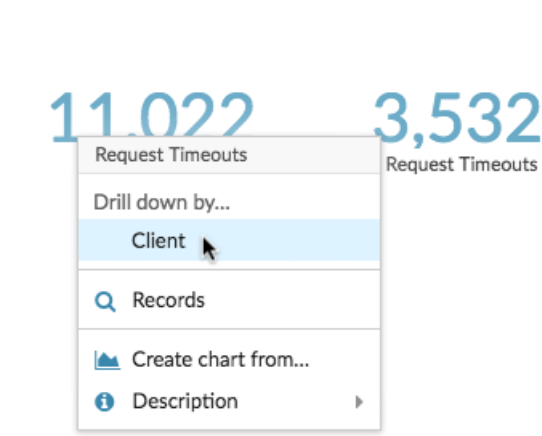 11,022
3,532
Request Timeouts
Request Timeouts
Drill down by...
Client
Records
Create chart from...
Description